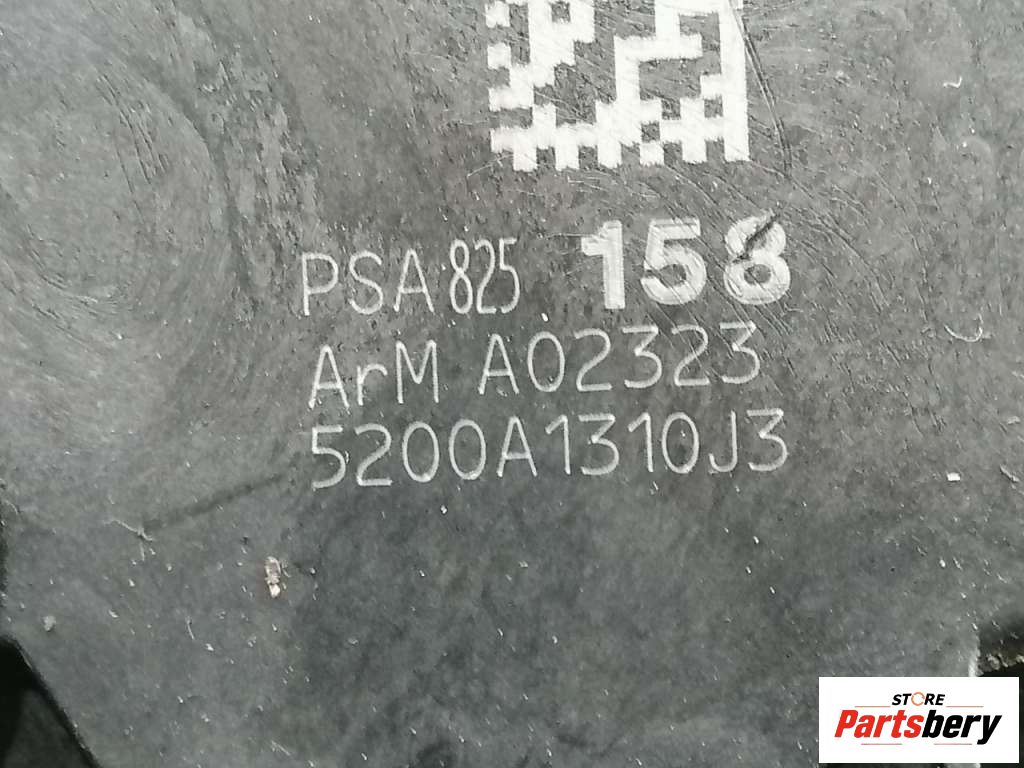 PSA 825 158
ArM A02323
5200A1310J3
STORE
Partsbery